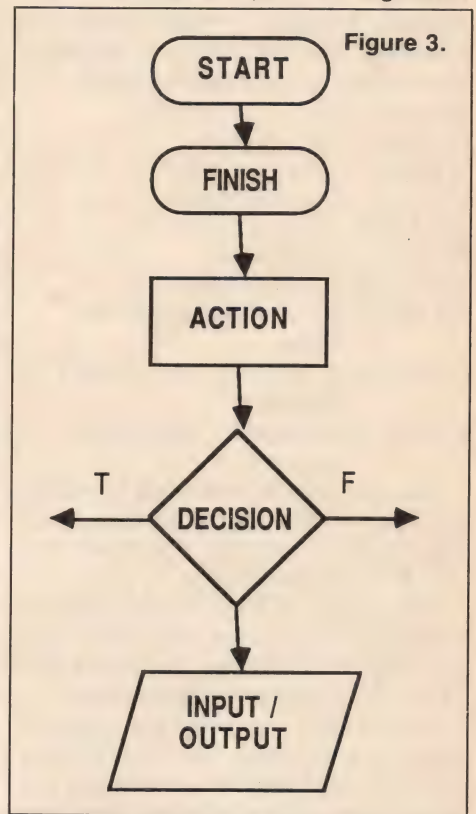 Figure 3.
START
FINISH
ACTION
T
F
DECISION
INPUT /
OUTPUT